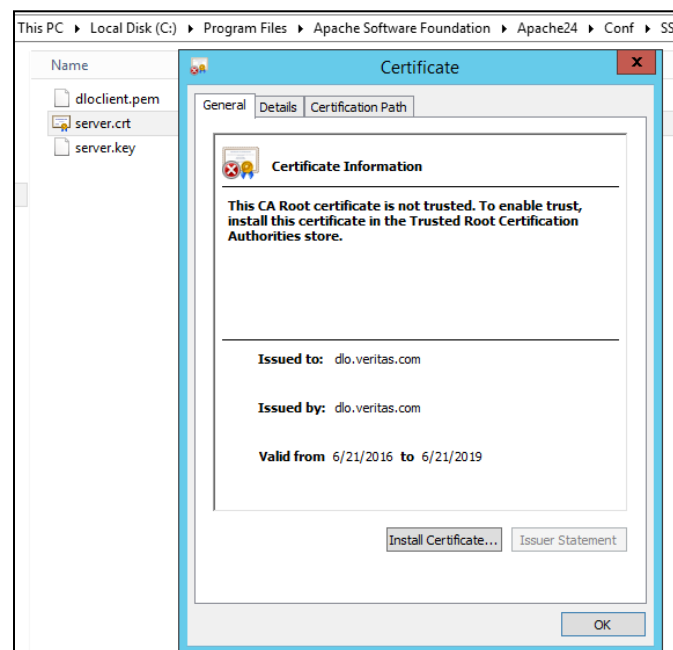 This PC ▸ Local Disk (C:) ▸ Program Files ▸ Apache Software Foundation ▸ Apache24 ▸ Conf ▸
Name
dloclient.pem
server.crt
server.key
Certificate
x
General Details Certification Path
Certificate Information
This CA Root certificate is not trusted. To enable trust,
install this certificate in the Trusted Root Certification
Authorities store.
Issued to: dlo.veritas.com
Issued by: dlo.veritas.com
Valid from 6/21/2016 to 6/21/2019
Install Certificate... Issuer Statement
OK